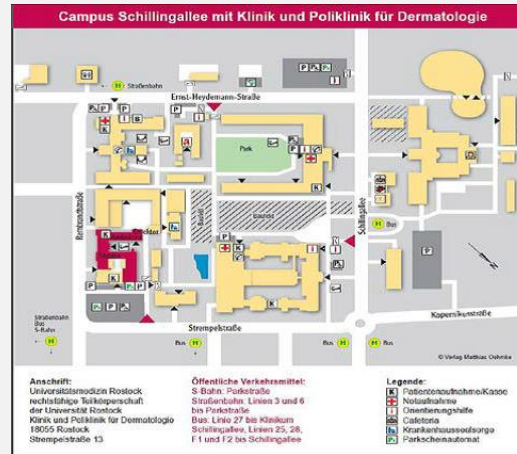 Campus Schillingallee mit Klinik und Poliklinik für Dermatologie
H Straßenbahn
Ernst-Heydemann-Straße
Park
Rembrandtstraße
Schillingallee
Baufeld
H Bus
Strempelstraße
Kopernikusstraße
Straßenbahn
Bus
S-Bahn
Bus H
H Bus
© Verlag Matthias Oehmke
Anschrift:
Universitätsmedizin Rostock
rechtsfähige Teilkörperschaft
der Universität Rostock
Klinik und Poliklinik für Dermatologie
18055 Rostock
Strempelstraße 13
Öffentliche Verkehrsmittel:
S-Bahn: Parkstraße
Straßenbahn: Linien 3 und 6
bis Parkstraße
Bus: Linie 27 bis Klinikum
Schillingallee, Linien 25, 28,
F1 und F2 bis Schillingallee
Legende:
K Patientenaufnahme/Kasse
Notaufnahme
i Orientierungshilfe
Cafeteria
Krankenhausseelsorge
P Parkscheinautomat